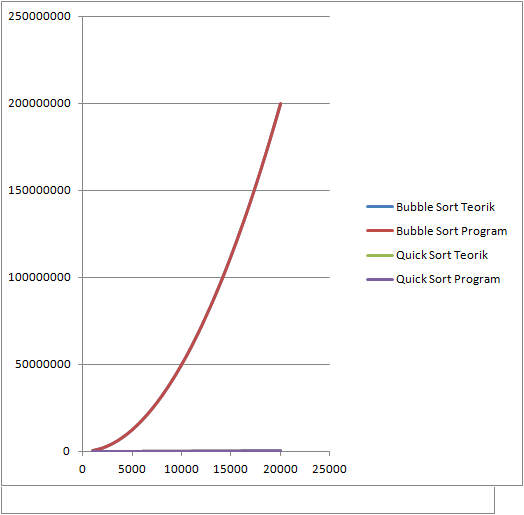 250000000
200000000
150000000
100000000
50000000
0
0 5000 10000 15000 20000 25000
Bubble Sort Teorik
Bubble Sort Program
Quick Sort Teorik
Quick Sort Program